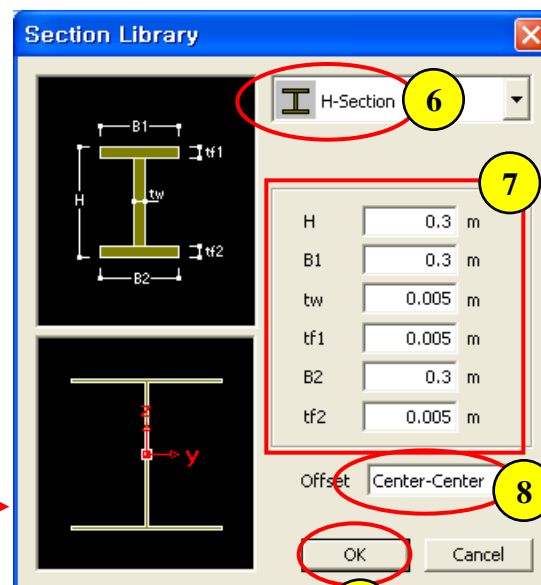 Section Library
B1
tf1
H
tw
tf2
B2
z
y
H-Section
6
7
H 0.3 m
B1 0.3 m
tw 0.005 m
tf1 0.005 m
B2 0.3 m
tf2 0.005 m
Offset Center-Center
8
OK Cancel